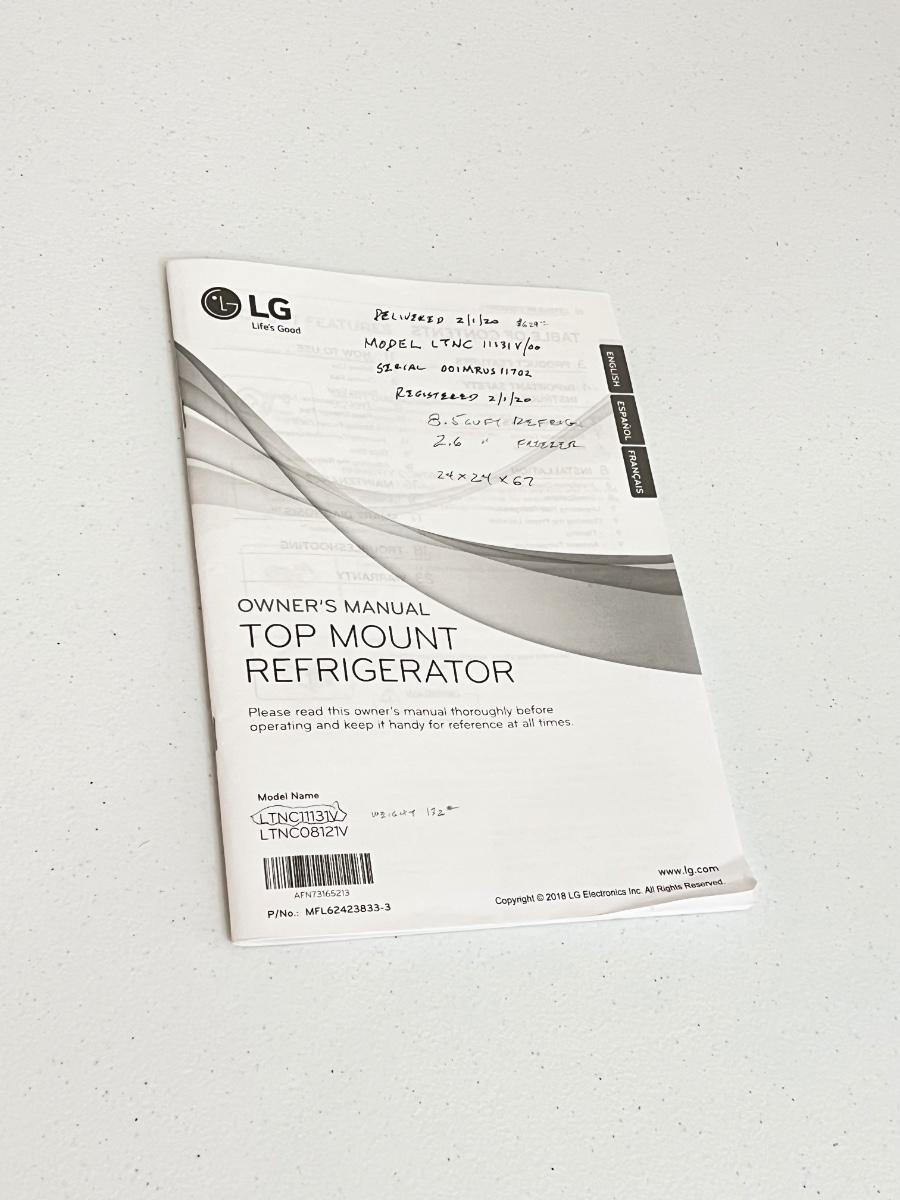 LG
Life's Good
DELIVERED 2/1/20 $629
MODEL LTNC 11131V/00
SERIAL 001MRUS11702
REGISTERED 2/1/20
8.5 CUFT REFRIG
2.6 " FREEZER
24 x 24 x 67
ENGLISH
ESPAÑOL
FRANÇAIS
OWNER'S MANUAL
TOP MOUNT
REFRIGERATOR
Please read this owner's manual thoroughly before
operating and keep it handy for reference at all times.
Model Name
LTNC11131V WEIGHT 132#
LTNC08121V
AFN73165213
P/No.: MFL62423833-3
www.lg.com
Copyright © 2018 LG Electronics Inc. All Rights Reserved.